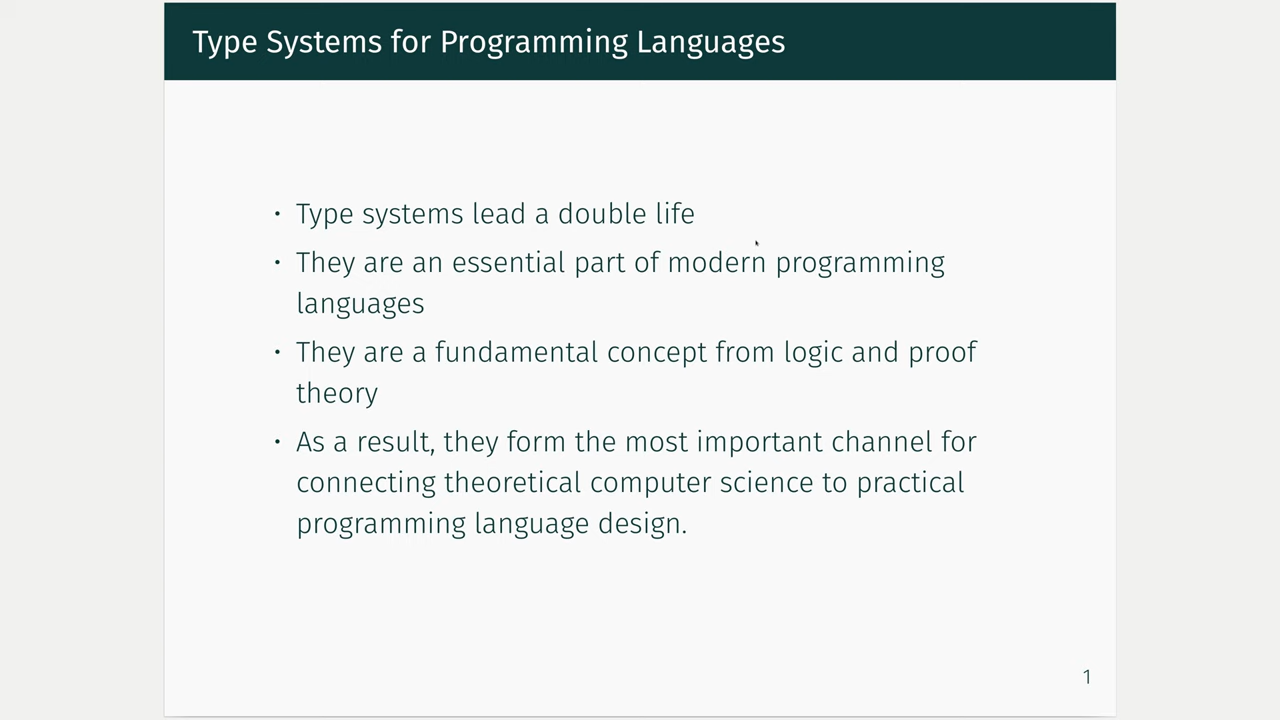 Type Systems for Programming Languages
· Type systems lead a double life
· They are an essential part of modern programming
languages
· They are a fundamental concept from logic and proof
theory
· As a result, they form the most important channel for
connecting theoretical computer science to practical
programming language design.
1